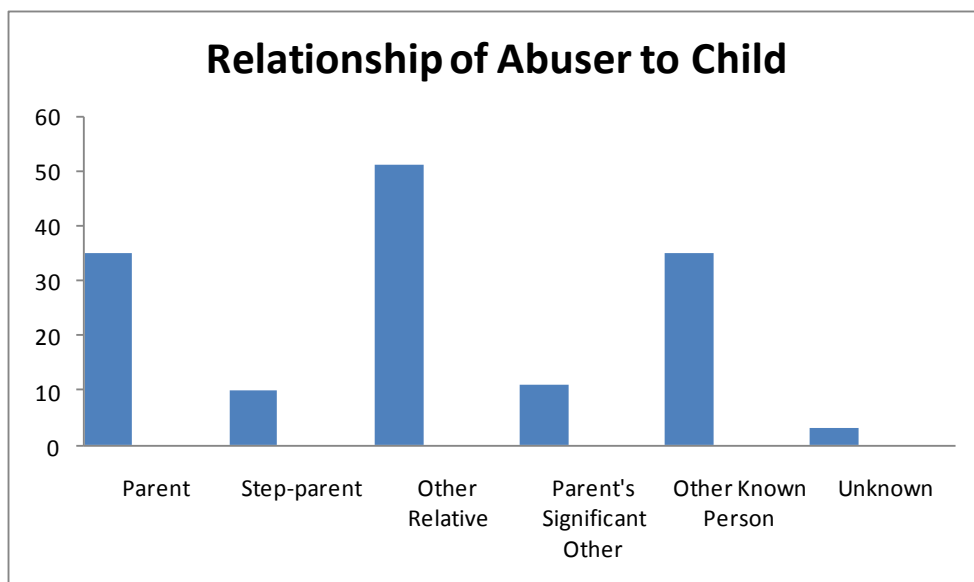 Relationship of Abuser to Child
60
50
40
30
20
10
0
Parent
Step-parent
Other
Relative
Parent's
Significant
Other
Other Known
Person
Unknown